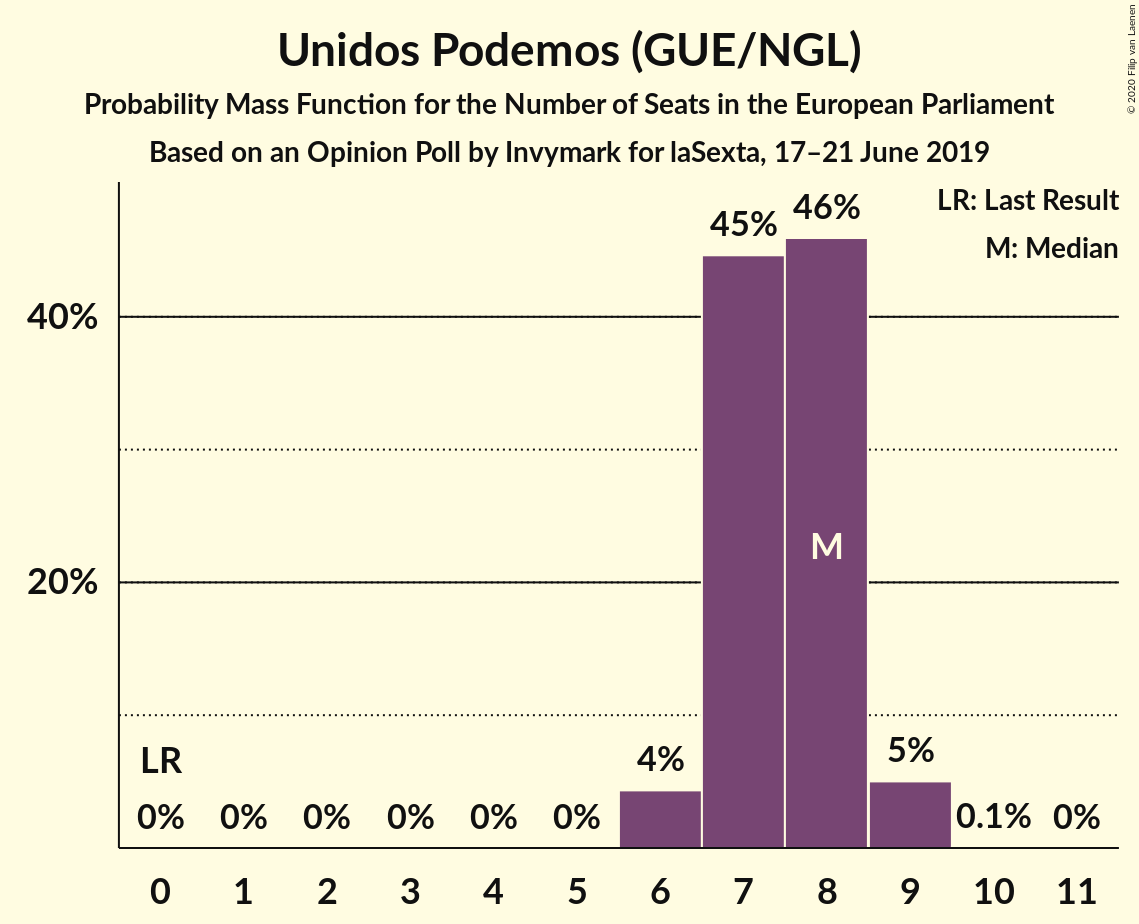 Unidos Podemos (GUE/NGL)
Probability Mass Function for the Number of Seats in the European Parliament
Based on an Opinion Poll by Invymark for laSexta, 17–21 June 2019
© 2020 Filip van Laenen
LR: Last Result
M: Median
45%
46%
40%
M
20%
LR
4%
5%
0%
0%
0%
0%
0%
0%
0.1%
0%
0 1 2 3 4 5 6 7 8 9 10 11